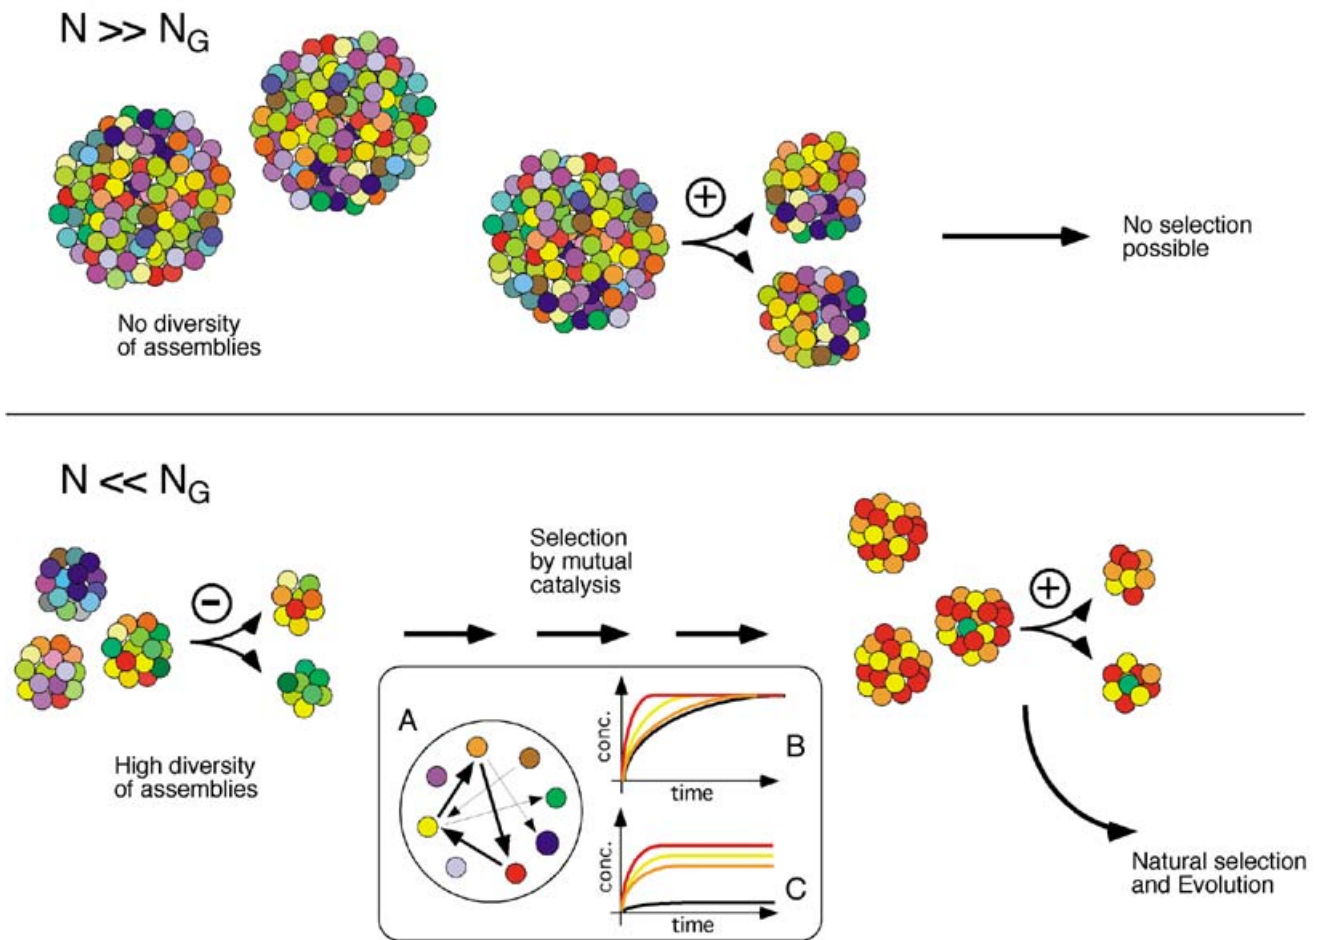 N >> NG
+
No selection
possible
No diversity
of assemblies
N << NG
Selection
by mutual
catalysis
−
+
High diversity
of assemblies
A
conc.
B
time
conc.
C
time
Natural selection
and Evolution